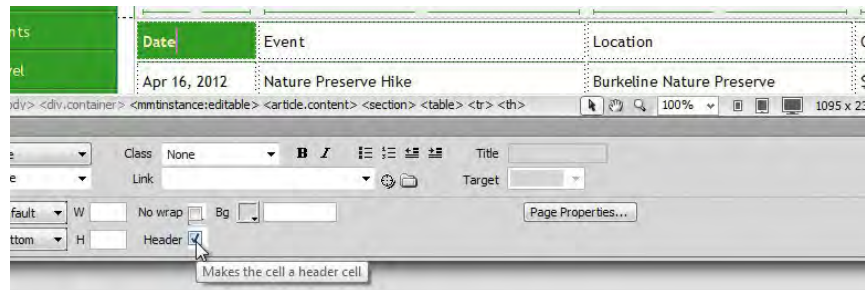 nts
Date Event Location
vel
Apr 16, 2012 Nature Preserve Hike Burkeline Nature Preserve
ody> <div.container> <mmtinstance:editable> <article.content> <section> <table> <tr> <th> 100% 1095 x 23
Class None B I Title
Link Target
fault W No wrap Bg Page Properties...
ttom H Header
Makes the cell a header cell